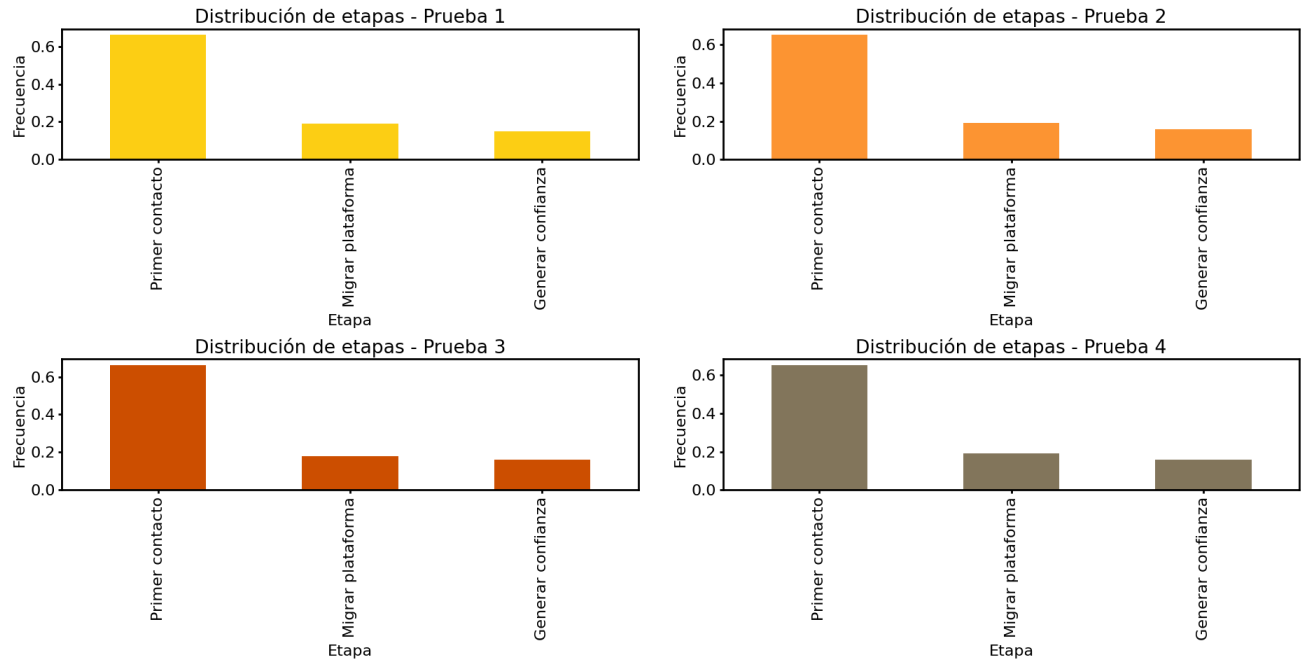 Distribución de etapas - Prueba 1
Frecuencia
0.6
0.4
0.2
0.0
Primer contacto
Migrar plataforma
Generar confianza
Etapa
Distribución de etapas - Prueba 2
Frecuencia
0.6
0.4
0.2
0.0
Primer contacto
Migrar plataforma
Generar confianza
Etapa
Distribución de etapas - Prueba 3
Frecuencia
0.6
0.4
0.2
0.0
Primer contacto
Migrar plataforma
Generar confianza
Etapa
Distribución de etapas - Prueba 4
Frecuencia
0.6
0.4
0.2
0.0
Primer contacto
Migrar plataforma
Generar confianza
Etapa